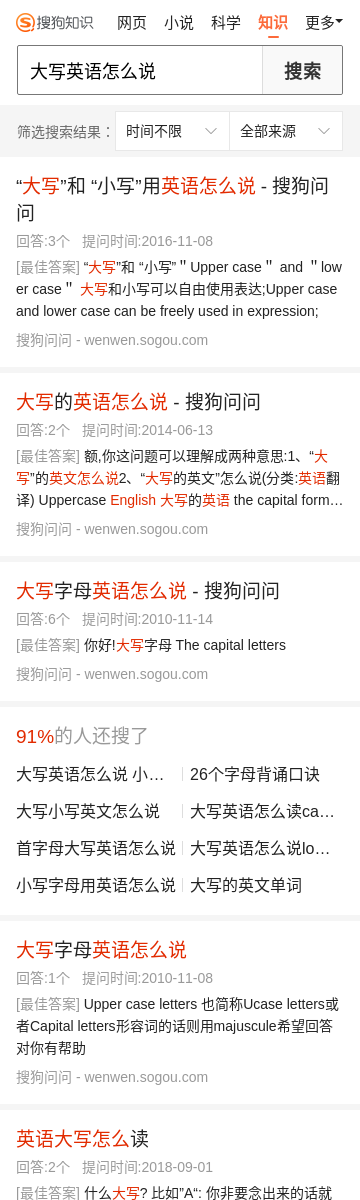 搜狗知识 网页 小说 科学 知识 更多
大写英语怎么说 搜索
筛选搜索结果： 时间不限 全部来源
“大写”和 “小写”用英语怎么说 - 搜狗问
问
回答:3个 提问时间:2016-11-08
[最佳答案] “大写”和 “小写”＂Upper case＂ and ＂low
er case＂ 大写和小写可以自由使用表达;Upper case
and lower case can be freely used in expression;
搜狗问问 - wenwen.sogou.com
大写的英语怎么说 - 搜狗问问
回答:2个 提问时间:2014-06-13
[最佳答案] 额,你这问题可以理解成两种意思:1、“大
写”的英文怎么说2、“大写的英文”怎么说(分类:英语翻
译) Uppercase English 大写的英语 the capital form…
搜狗问问 - wenwen.sogou.com
大写字母英语怎么说 - 搜狗问问
回答:6个 提问时间:2010-11-14
[最佳答案] 你好!大写字母 The capital letters
搜狗问问 - wenwen.sogou.com
91%的人还搜了
大写英语怎么说 小… 26个字母背诵口诀
大写小写英文怎么说 大写英语怎么读ca…
首字母大写英语怎么说 大写英语怎么说lo…
小写字母用英语怎么说 大写的英文单词
大写字母英语怎么说
回答:1个 提问时间:2010-11-08
[最佳答案] Upper case letters 也简称Ucase letters或
者Capital letters形容词的话则用majuscule希望回答
对你有帮助
搜狗问问 - wenwen.sogou.com
英语大写怎么读
回答:2个 提问时间:2018-09-01
[最佳答案] 什么大写? 比如”A“: 你非要念出来的话就